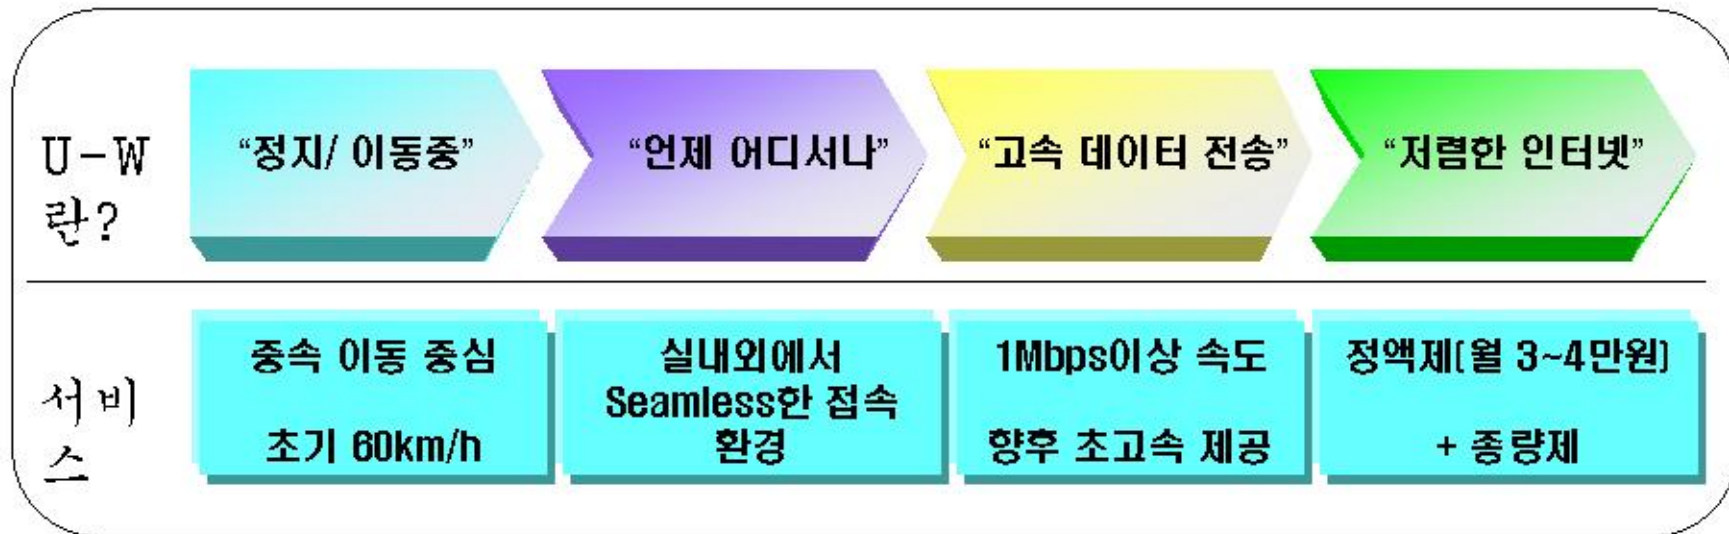 U-W
란?
“정지/ 이동중”
“언제 어디서나”
“고속 데이터 전송”
“저렴한 인터넷”
서비
스
중속 이동 중심
초기 60km/h
실내외에서
Seamless한 접속
환경
1Mbps이상 속도
향후 초고속 제공
정액제(월 3~4만원)
+ 종량제